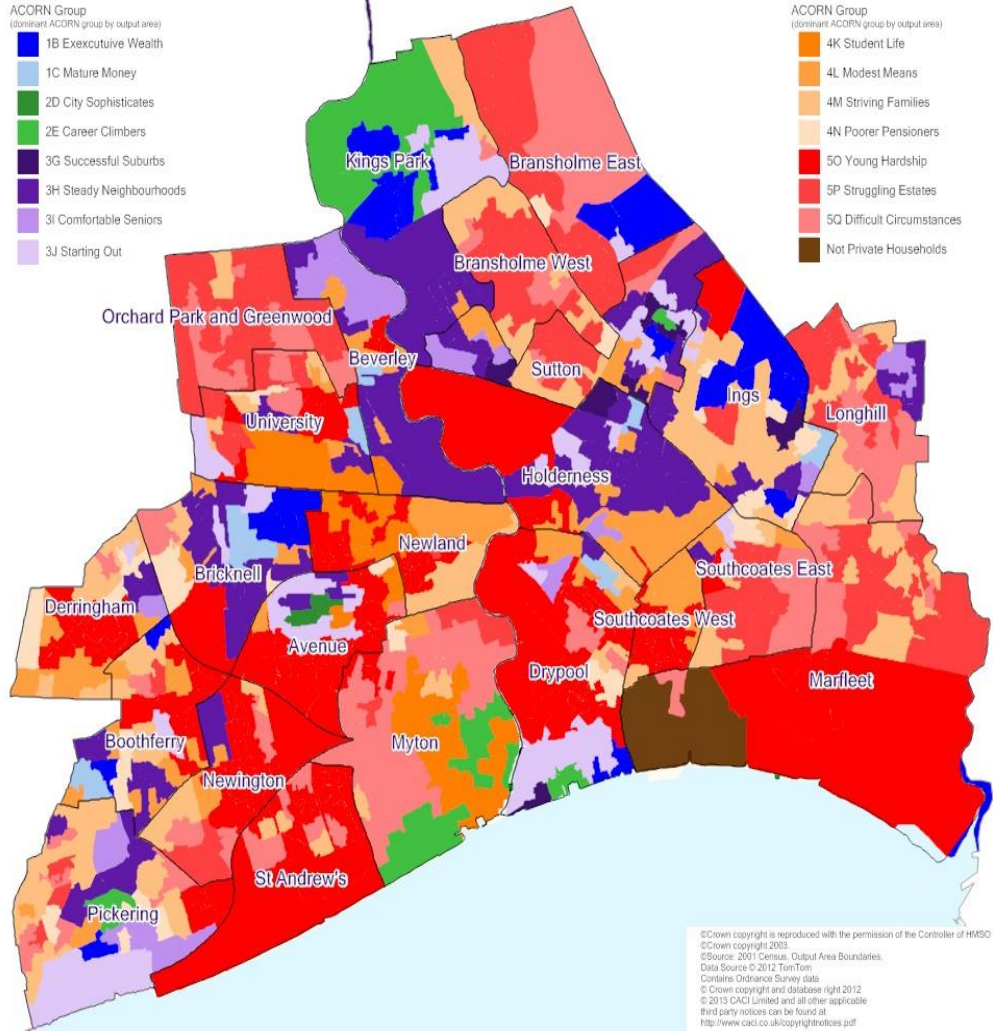 ACORN Group
(dominant ACORN group by output area)
1B Exexcutuive Wealth
1C Mature Money
2D City Sophisticates
2E Career Climbers
3G Successful Suburbs
3H Steady Neighbourhoods
3I Comfortable Seniors
3J Starting Out
ACORN Group
(dominant ACORN group by output area)
4K Student Life
4L Modest Means
4M Striving Families
4N Poorer Pensioners
5O Young Hardship
5P Struggling Estates
5Q Difficult Circumstances
Not Private Households
Kings Park
Bransholme East
Bransholme West
Orchard Park and Greenwood
Beverley
Sutton
Ings
Longhill
University
Holderness
Newland
Bricknell
Southcoates East
Derringham
Southcoates West
Avenue
Drypool
Marfleet
Boothferry
Myton
Newington
St Andrew's
Pickering
©Crown copyright is reproduced with the permission of the Controller of HMSO
©Crown copyright 2003.
©Source: 2001 Census, Output Area Boundaries.
Data Source © 2012 TomTom
Contains Ordnance Survey data
© Crown copyright and database right 2012
© 2013 CACI Limited and all other applicable
third party notices can be found at
http://www.caci.co.uk/copyrightnotices.pdf